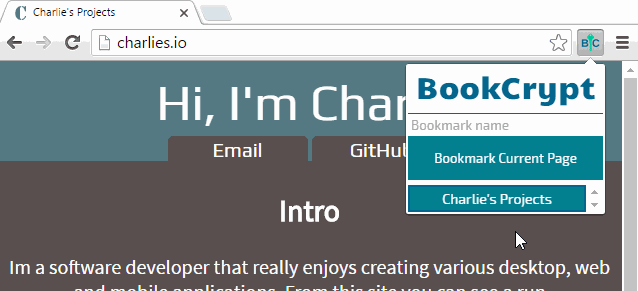 Charlie's Projects
charlies.io
BC
Hi, I'm Char
BookCrypt
Bookmark name
Bookmark Current Page
Charlie's Projects
Email
GitHu
Intro
Im a software developer that really enjoys creating various desktop, web
and mobile applications. From this site you can see a run